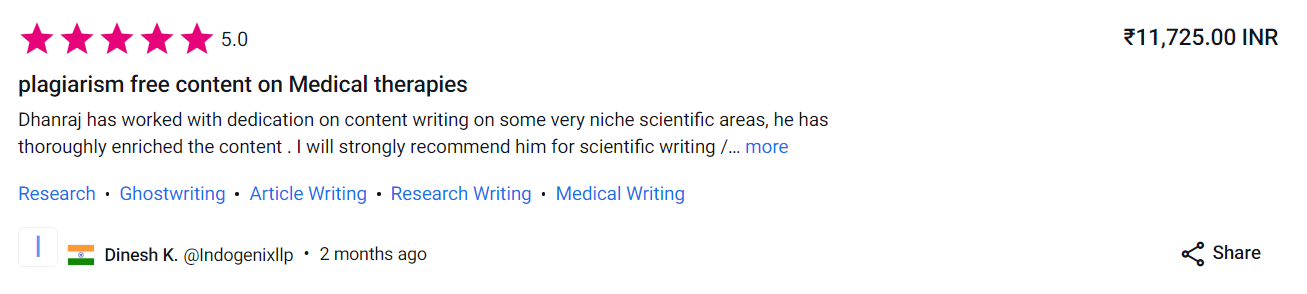 5.0
₹11,725.00 INR
plagiarism free content on Medical therapies
Dhanraj has worked with dedication on content writing on some very niche scientific areas, he has
thoroughly enriched the content . I will strongly recommend him for scientific writing /... more
Research • Ghostwriting • Article Writing • Research Writing • Medical Writing
I
Dinesh K. @Indogenixllp • 2 months ago
Share